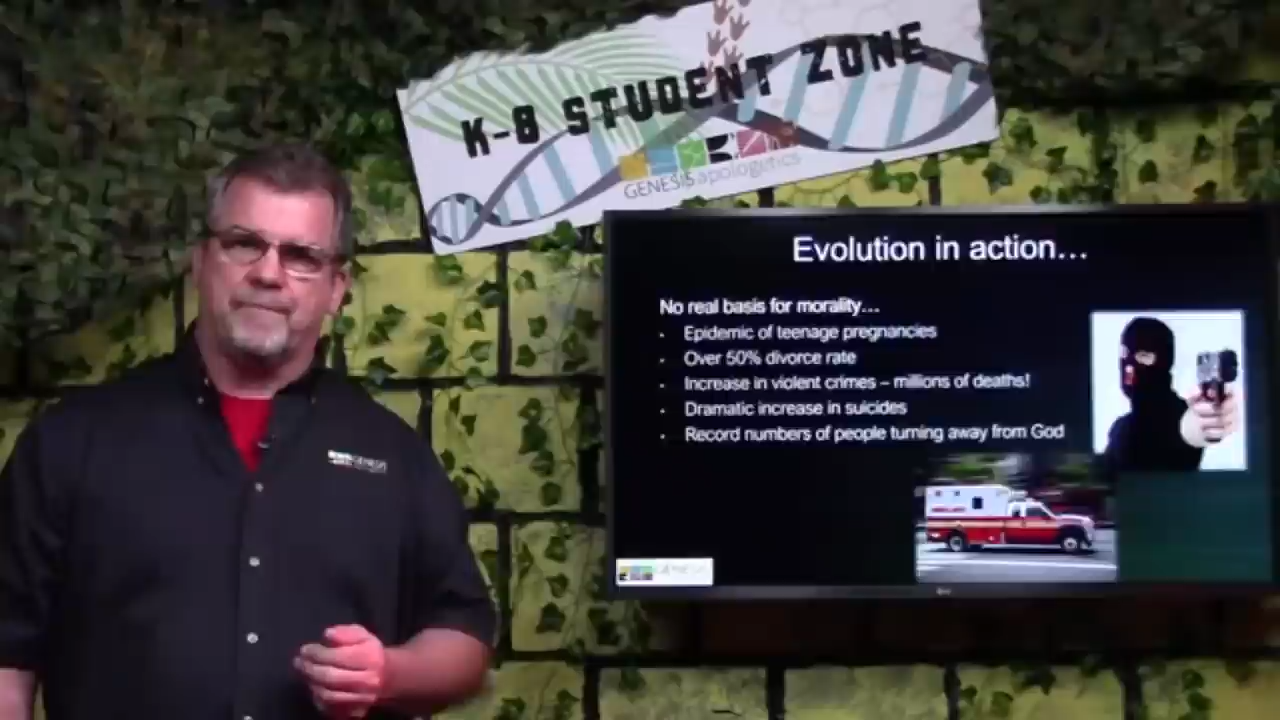 K-8 STUDENT ZONE
GENESIS apologetics
Evolution in action...
No real basis for morality...
• Epidemic of teenage pregnancies
• Over 50% divorce rate
• Increase in violent crimes – millions of deaths!
• Dramatic increase in suicides
• Record numbers of people turning away from God
GENESIS
GENESIS